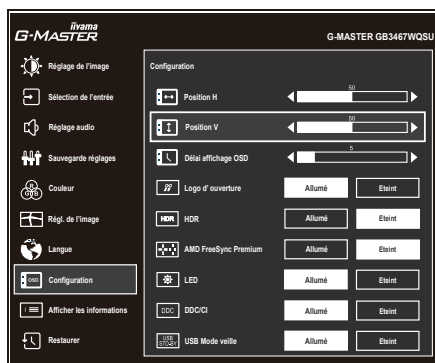 iiyama
G-MASTER
G-MASTER GB3467WQSU
Réglage de l'image
Sélection de l'entrée
Réglage audio
Sauvegarde réglages
R
G B
Couleur
Régl. de l'image
Langue
OSD
Configuration
Afficher les informations
Restaurer
Configuration
Position H
50
Position V
50
Délai affichage OSD
5
Logo d' ouverture
Allumé
Eteint
HDR
HDR
Allumé
Eteint
AMD FreeSync Premium
Allumé
Eteint
LED
Allumé
Eteint
DDC
DDC/CI
Allumé
Eteint
USB
STD-BY
USB Mode veille
Allumé
Eteint